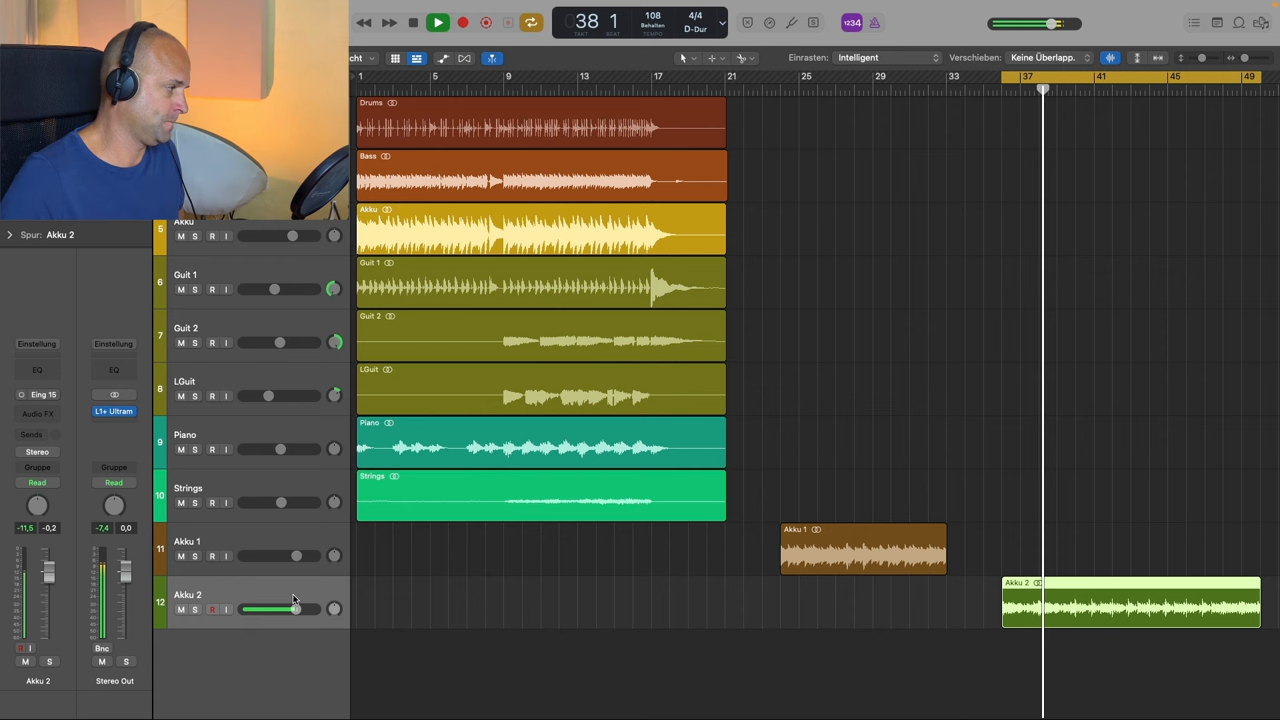 38 1
TAKT BEAT
108
Behalten
TEMPO
4/4
D-Dur
1234
cht
Einrasten: Intelligent
Verschieben: Keine Überlapp.
1 5 9 13 17 21 25 29 33 37 41 45 49
Drums
Bass
Akku
Guit 1
Guit 2
LGuit
Piano
Strings
Akku 1
Akku 2
Spur: Akku 2
5 Akku
M S R I
6 Guit 1
M S R I
7 Guit 2
M S R I
8 LGuit
M S R I
9 Piano
M S R I
10 Strings
M S R I
11 Akku 1
M S R I
12 Akku 2
M S R I
Einstellung Einstellung
EQ EQ
Eing 15
Audio FX L1+ Ultram
Sends
Stereo
Gruppe Gruppe
Read Read
-11,5 -0,2 -7,4 0,0
R I Bnc
M S M S
Akku 2 Stereo Out